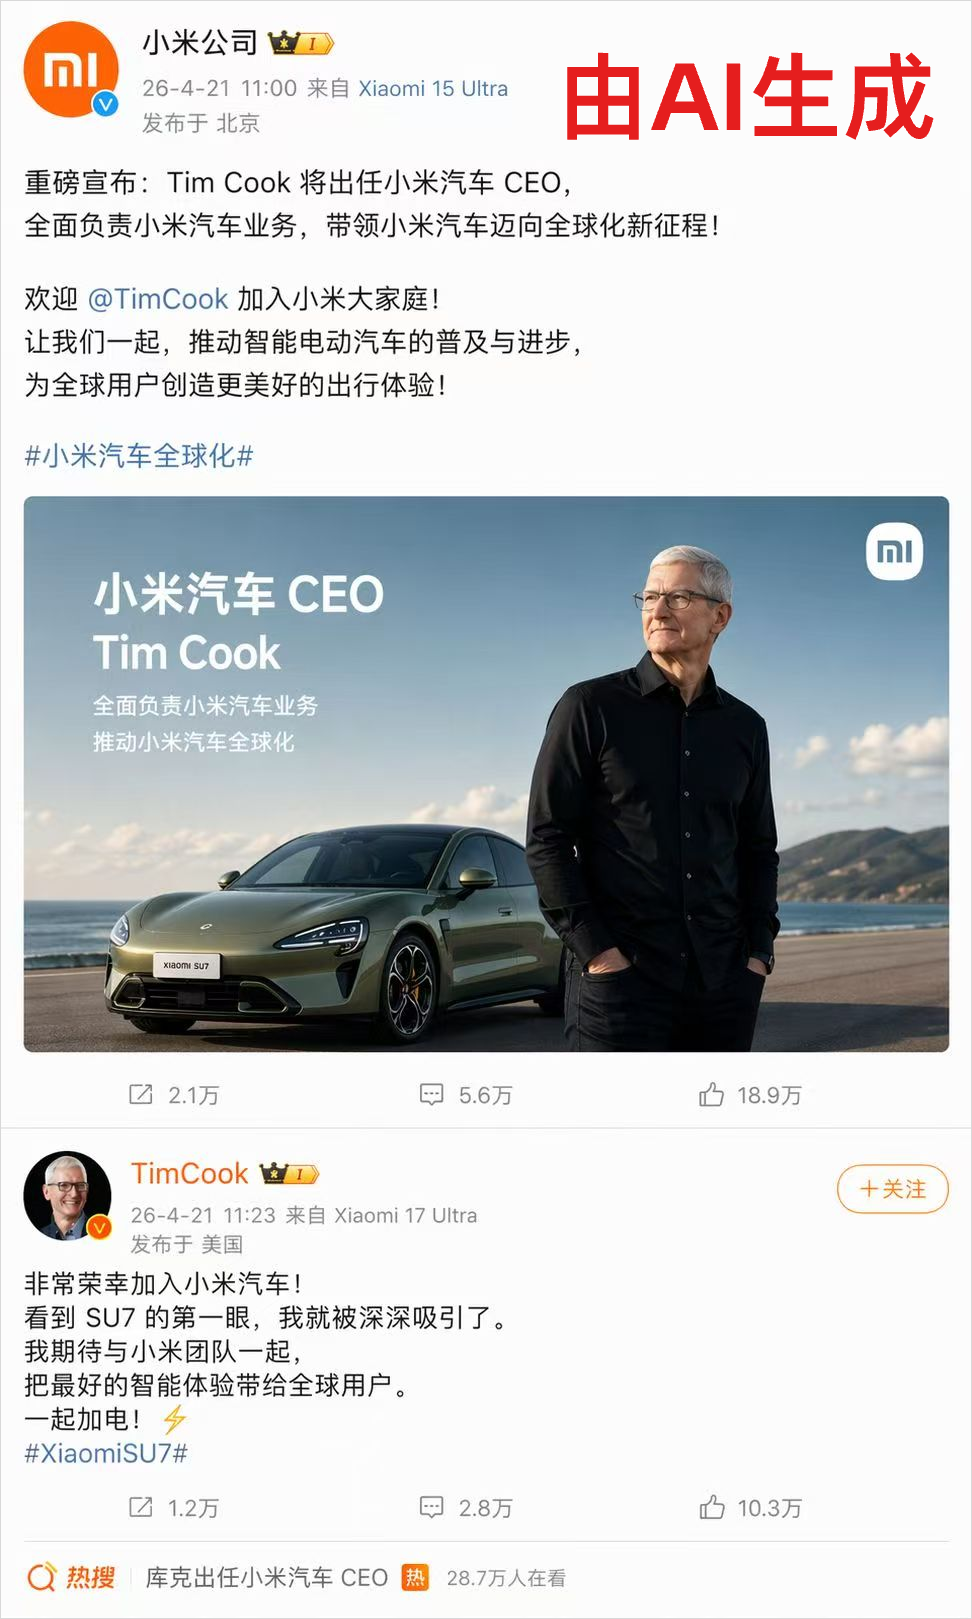 小米公司 I
26-4-21 11:00 来自 Xiaomi 15 Ultra
发布于 北京
由AI生成
重磅宣布：Tim Cook 将出任小米汽车 CEO，
全面负责小米汽车业务，带领小米汽车迈向全球化新征程！
欢迎 @TimCook 加入小米大家庭！
让我们一起，推动智能电动汽车的普及与进步，
为全球用户创造更美好的出行体验！
#小米汽车全球化#
小米汽车 CEO
Tim Cook
全面负责小米汽车业务
推动小米汽车全球化
xiaomi SU7
2.1万 5.6万 18.9万
TimCook I
26-4-21 11:23 来自 Xiaomi 17 Ultra
发布于 美国
＋关注
非常荣幸加入小米汽车！
看到 SU7 的第一眼，我就被深深吸引了。
我期待与小米团队一起，
把最好的智能体验带给全球用户。
一起加电！⚡
#XiaomiSU7#
1.2万 2.8万 10.3万
热搜 库克出任小米汽车 CEO 热 28.7万人在看